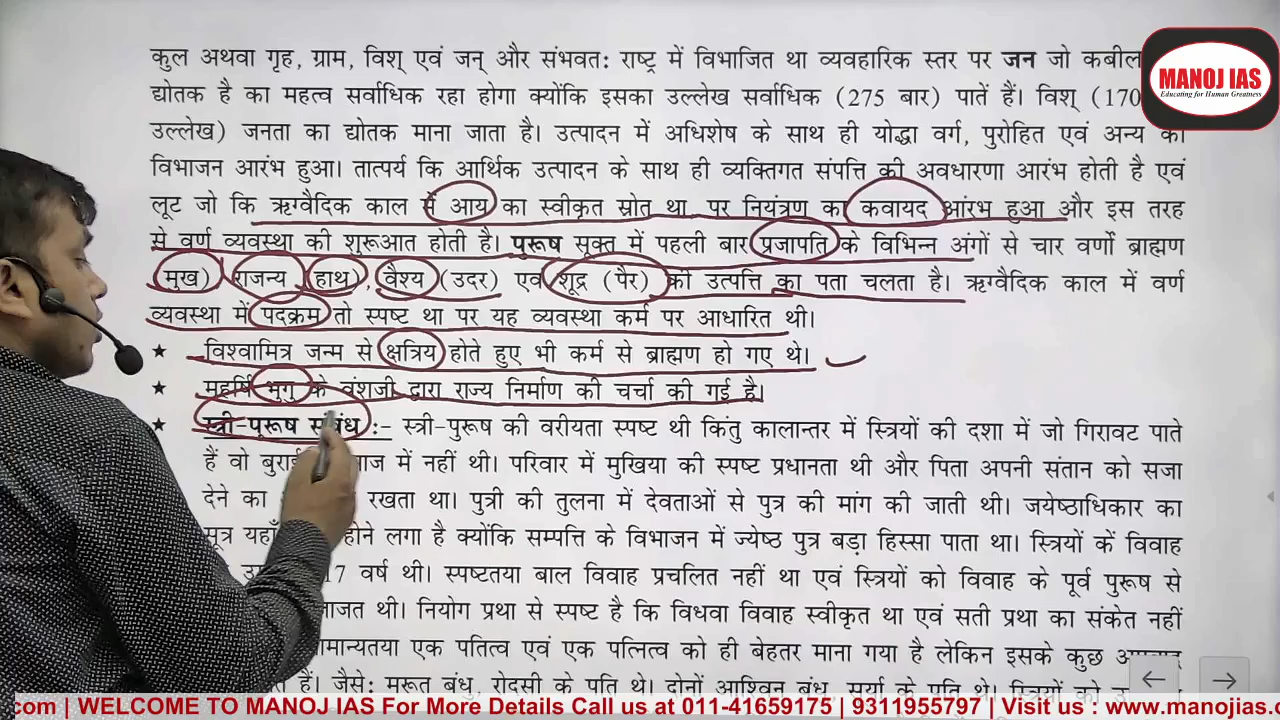 कुल अथवा गृह, ग्राम, विश् एवं जन् और संभवत: राष्ट्र में विभाजित था व्यवहारिक स्तर पर जन जो कबील
द्योतक है का महत्व सर्वाधिक रहा होगा क्योंकि इसका उल्लेख सर्वाधिक (275 बार) पातें हैं। विश् (170
उल्लेख) जनता का द्योतक माना जाता है। उत्पादन में अधिशेष के साथ ही योद्धा वर्ग, पुरोहित एवं अन्य का
विभाजन आरंभ हुआ। तात्पर्य कि आर्थिक उत्पादन के साथ ही व्यक्तिगत संपत्ति की अवधारणा आरंभ होती है एवं
लूट जो कि ऋग्वैदिक काल में आय का स्वीकृत स्रोत था पर नियंत्रण का कवायद आंरभ हुआ और इस तरह
से वर्ण व्यवस्था की शुरूआत होती है। पुरूष सूक्त में पहली बार प्रजापति के विभिन्न अंगों से चार वर्णो ब्राह्मण
मुख) राजन्य (हाथ), वैश्य (उदर) एवं शूद्र (पैर) की उत्पत्ति का पता चलता है। ऋग्वैदिक काल में वर्ण
व्यवस्था में पदक्रम तो स्पष्ट था पर यह व्यवस्था कर्म पर आधारित थी।
★ विश्वामित्र जन्म से क्षत्रिय होते हुए भी कर्म से ब्राह्मण हो गए थे।
★ महर्षि भृगु के वंशजो द्वारा राज्य निर्माण की चर्चा की गई है।
★ स्त्री-पुरूष संबंध :- स्त्री-पुरूष की वरीयता स्पष्ट थी किंतु कालान्तर में स्त्रियों की दशा में जो गिरावट पाते
हैं वो में नहीं थी। परिवार में मुखिया की स्पष्ट प्रधानता थी और पिता अपनी संतान को सजा
देने का रखता था। पुत्री की तुलना में देवताओं से पुत्र की मांग की जाती थी। जयेष्ठाधिकार का
सूत्र यहाँ होने लगा है क्योंकि सम्पत्ति के विभाजन में ज्येष्ठ पुत्र बड़ा हिस्सा पाता था। स्त्रियों कें विवाह
17 वर्ष थी। स्पष्टतया बाल विवाह प्रचलित नहीं था एवं स्त्रियों को विवाह के पूर्व पुरूष से
थी। नियोग प्रथा से स्पष्ट है कि विधवा विवाह स्वीकृत था एवं सती प्रथा का संकेत नहीं
एक पतित्व एवं एक पत्नित्व को ही बेहतर माना गया है लेकिन इसके कुछ
हैं। जैसे: मरूत बंधु, रोदसी के पति थे। दोनों आश्विन बंधु, सूर्या के पति थे। स्त्रियों को
MANOJ IAS
Educating for Human Greatness
com | WELCOME TO MANOJ IAS For More Details Call us at 011-41659175 | 9311955797 | Visit us : www.manojias.c